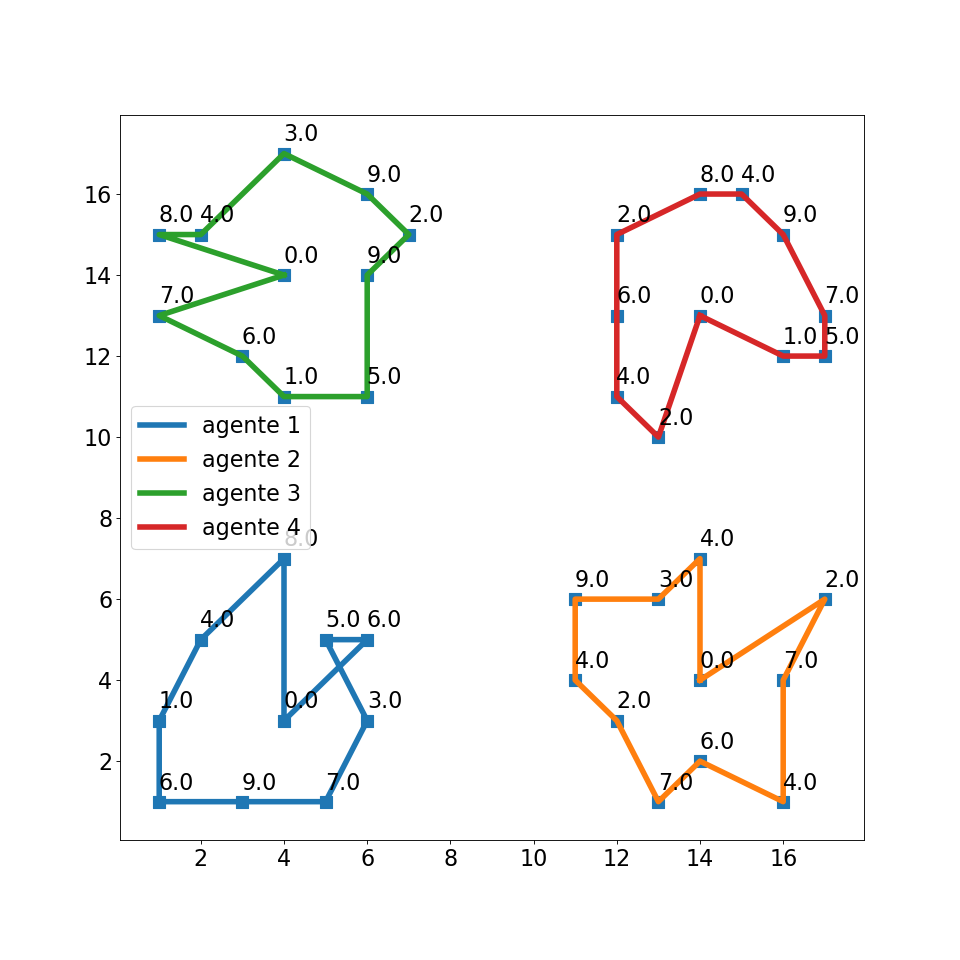 3.0
9.0
8.0 4.0
8.0 4.0 2.0
2.0 9.0
0.0 9.0
7.0 6.0 0.0 7.0
6.0 1.0 5.0
1.0 5.0 4.0
2.0
agente 1
agente 2
agente 3
agente 4
8.0 4.0
9.0 3.0 2.0
4.0 5.0 6.0
4.0 0.0 7.0
1.0 0.0 3.0 2.0
6.0
6.0 9.0 7.0 7.0 4.0
16
14
12
10
8
6
4
2
2 4 6 8 10 12 14 16